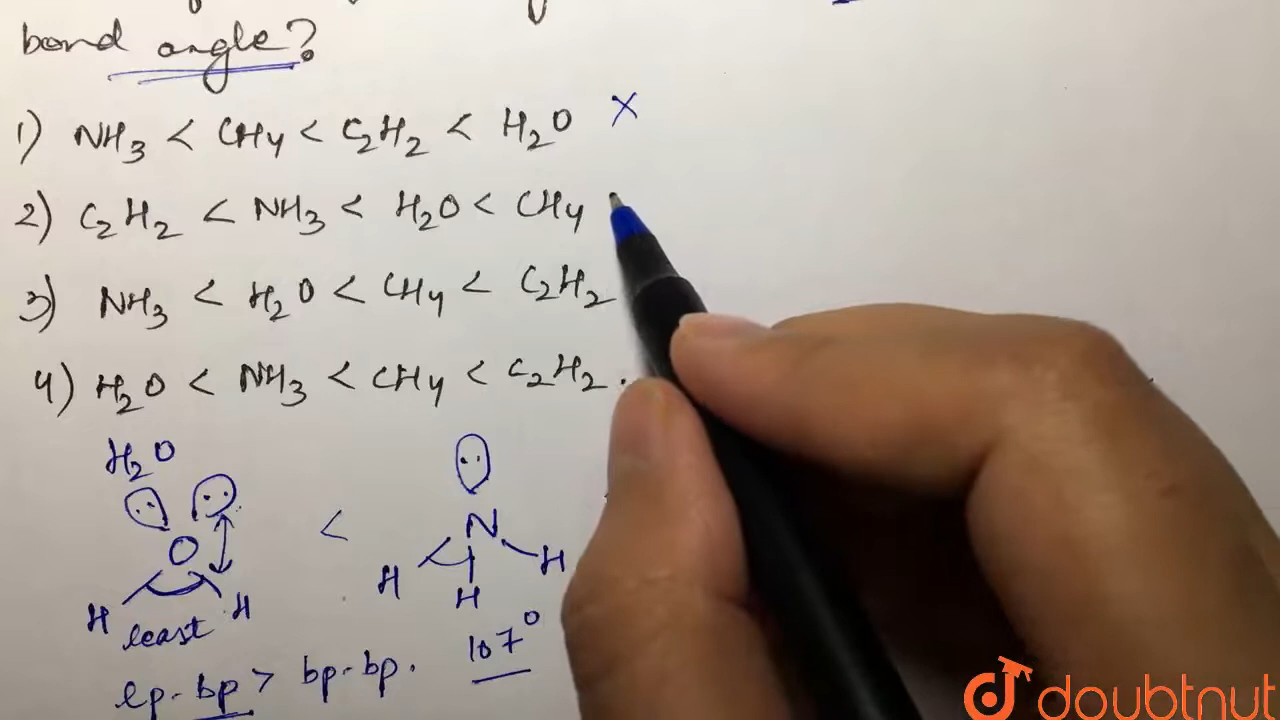 bond angle?
1) NH3 < CH4 < C2H2 < H2O X
2) C2H2 < NH3 < H2O < CH4
3) NH3 < H2O < CH4 < C2H2
4) H2O < NH3 < CH4 < C2H2.
H2O
O < N
H H H H
H
least
lp-bp > bp-bp. 107°
doubtnut